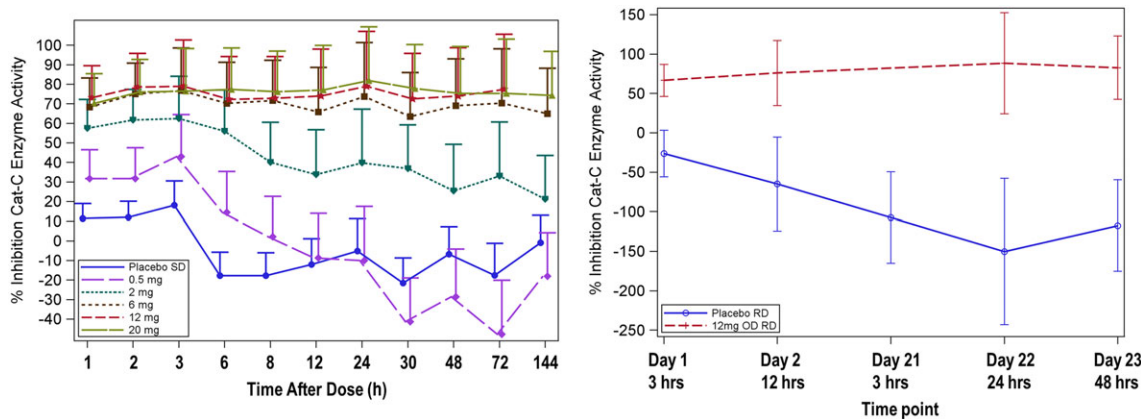 % Inhibition Cat-C Enzyme Activity
100
90
80
70
60
50
40
30
20
10
0
-10
-20
-30
-40
Placebo SD
0.5 mg
2 mg
6 mg
12 mg
20 mg
1 2 3 6 8 12 24 30 48 72 144
Time After Dose (h)
% Inhibition Cat-C Enzyme Activity
150
100
50
0
-50
-100
-150
-200
-250
Placebo RD
12mg OD RD
Day 1 Day 2 Day 21 Day 22 Day 23
3 hrs 12 hrs 3 hrs 24 hrs 48 hrs
Time point